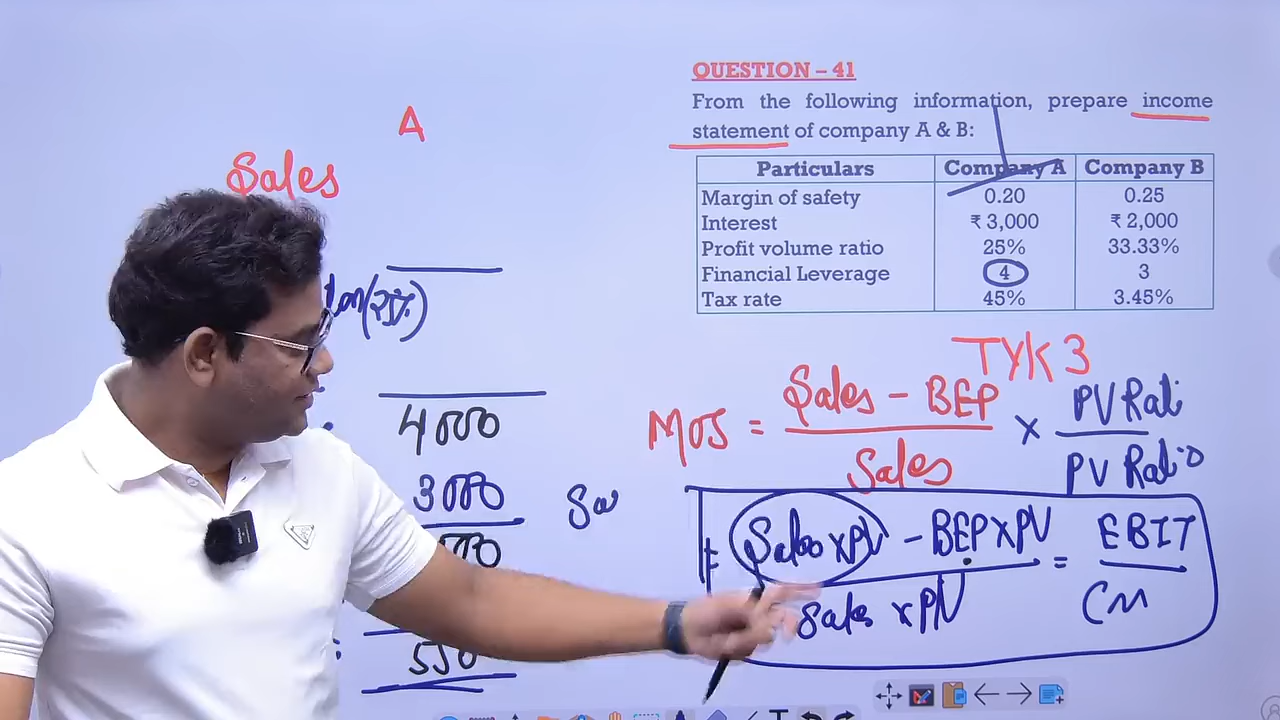 QUESTION – 41
From the following information, prepare income
statement of company A & B:
Particulars Company A Company B
Margin of safety 0.20 0.25
Interest ₹ 3,000 ₹ 2,000
Profit volume ratio 25% 33.33%
Financial Leverage 4 3
Tax rate 45% 3.45%
A
Sales
4000
3000
550
TYK 3
MOS = Sales - BEP × PV Rati
Sales PV Ratio
= Sales x PV - BEP x PV = EBIT
Sales x PV CM